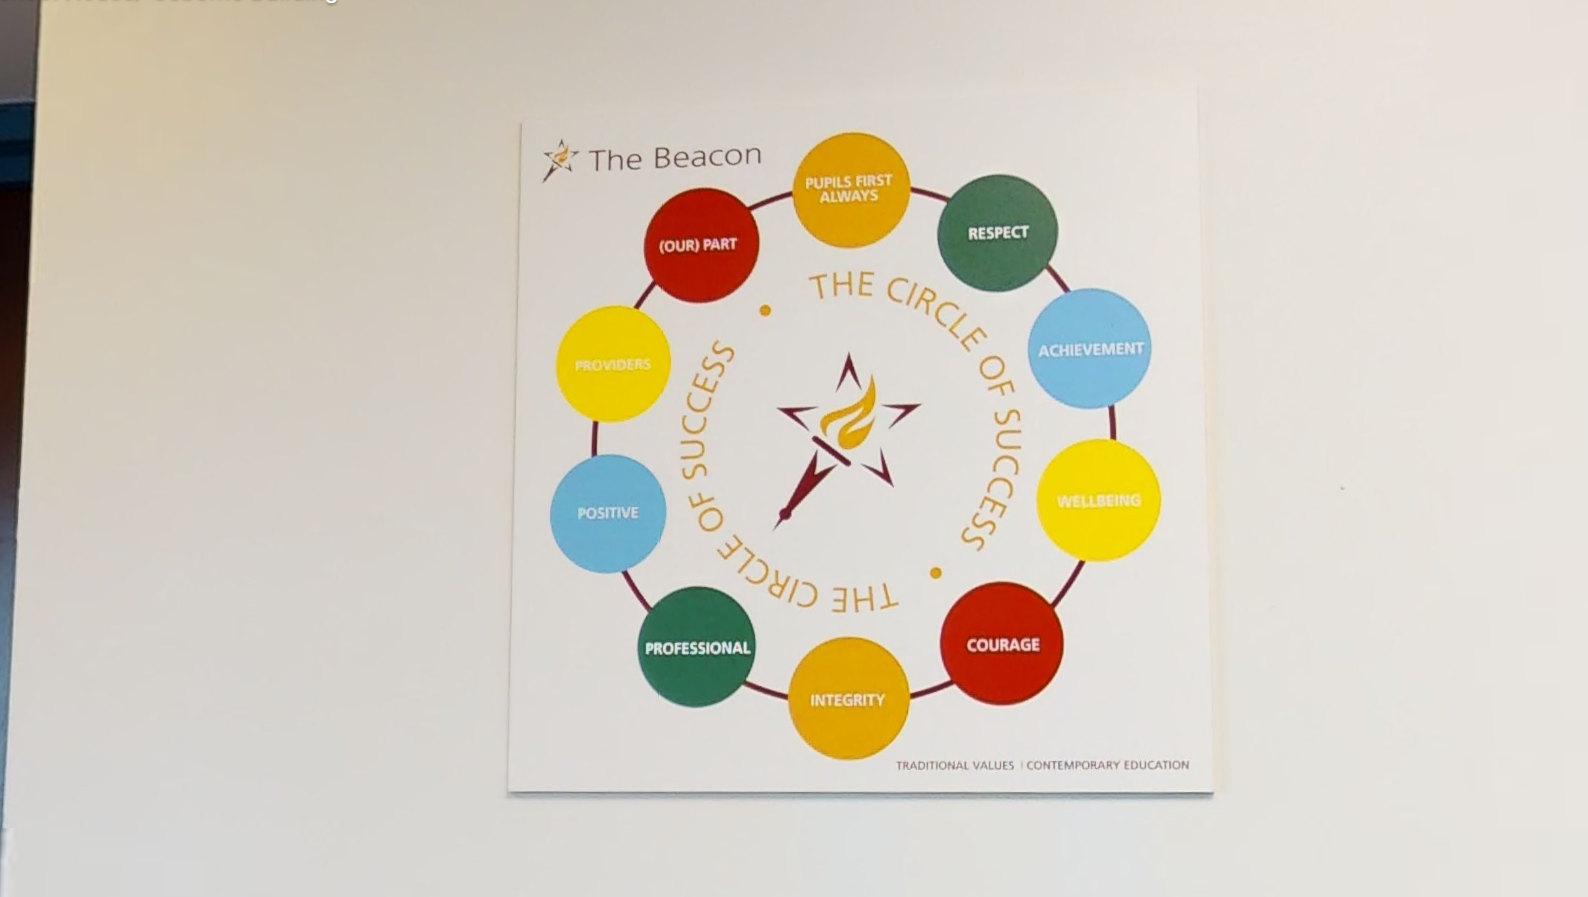 The Beacon
PUPILS FIRST
ALWAYS
RESPECT
ACHIEVEMENT
WELLBEING
COURAGE
INTEGRITY
PROFESSIONAL
POSITIVE
PROVIDERS
(OUR) PART
THE CIRCLE OF SUCCESS
THE CIRCLE OF SUCCESS
TRADITIONAL VALUES | CONTEMPORARY EDUCATION